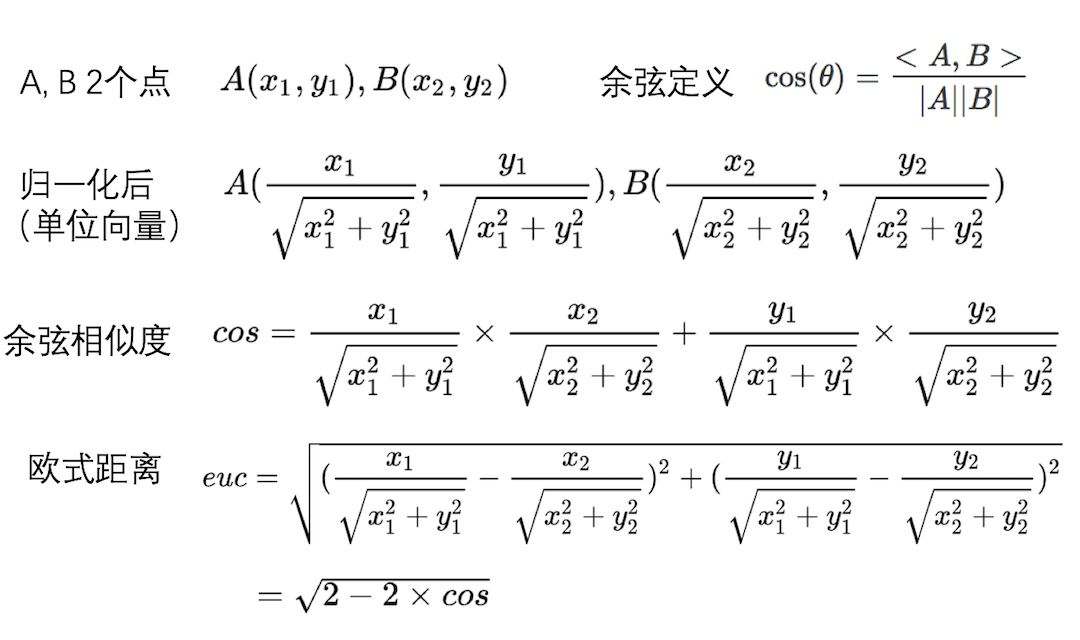 A, B 2个点 $A(x_1, y_1), B(x_2, y_2)$ 余弦定义 $\cos(\theta) = \frac{<A, B>}{|A||B|}$
归一化后 $A(\frac{x_1}{\sqrt{x_1^2 + y_1^2}}, \frac{y_1}{\sqrt{x_1^2 + y_1^2}}), B(\frac{x_2}{\sqrt{x_2^2 + y_2^2}}, \frac{y_2}{\sqrt{x_2^2 + y_2^2}})$
（单位向量）
余弦相似度 $cos = \frac{x_1}{\sqrt{x_1^2 + y_1^2}} \times \frac{x_2}{\sqrt{x_2^2 + y_2^2}} + \frac{y_1}{\sqrt{x_1^2 + y_1^2}} \times \frac{y_2}{\sqrt{x_2^2 + y_2^2}}$
欧式距离 $euc = \sqrt{(\frac{x_1}{\sqrt{x_1^2 + y_1^2}} - \frac{x_2}{\sqrt{x_2^2 + y_2^2}})^2 + (\frac{y_1}{\sqrt{x_1^2 + y_1^2}} - \frac{y_2}{\sqrt{x_2^2 + y_2^2}})^2}$
$= \sqrt{2 - 2 \times cos}$